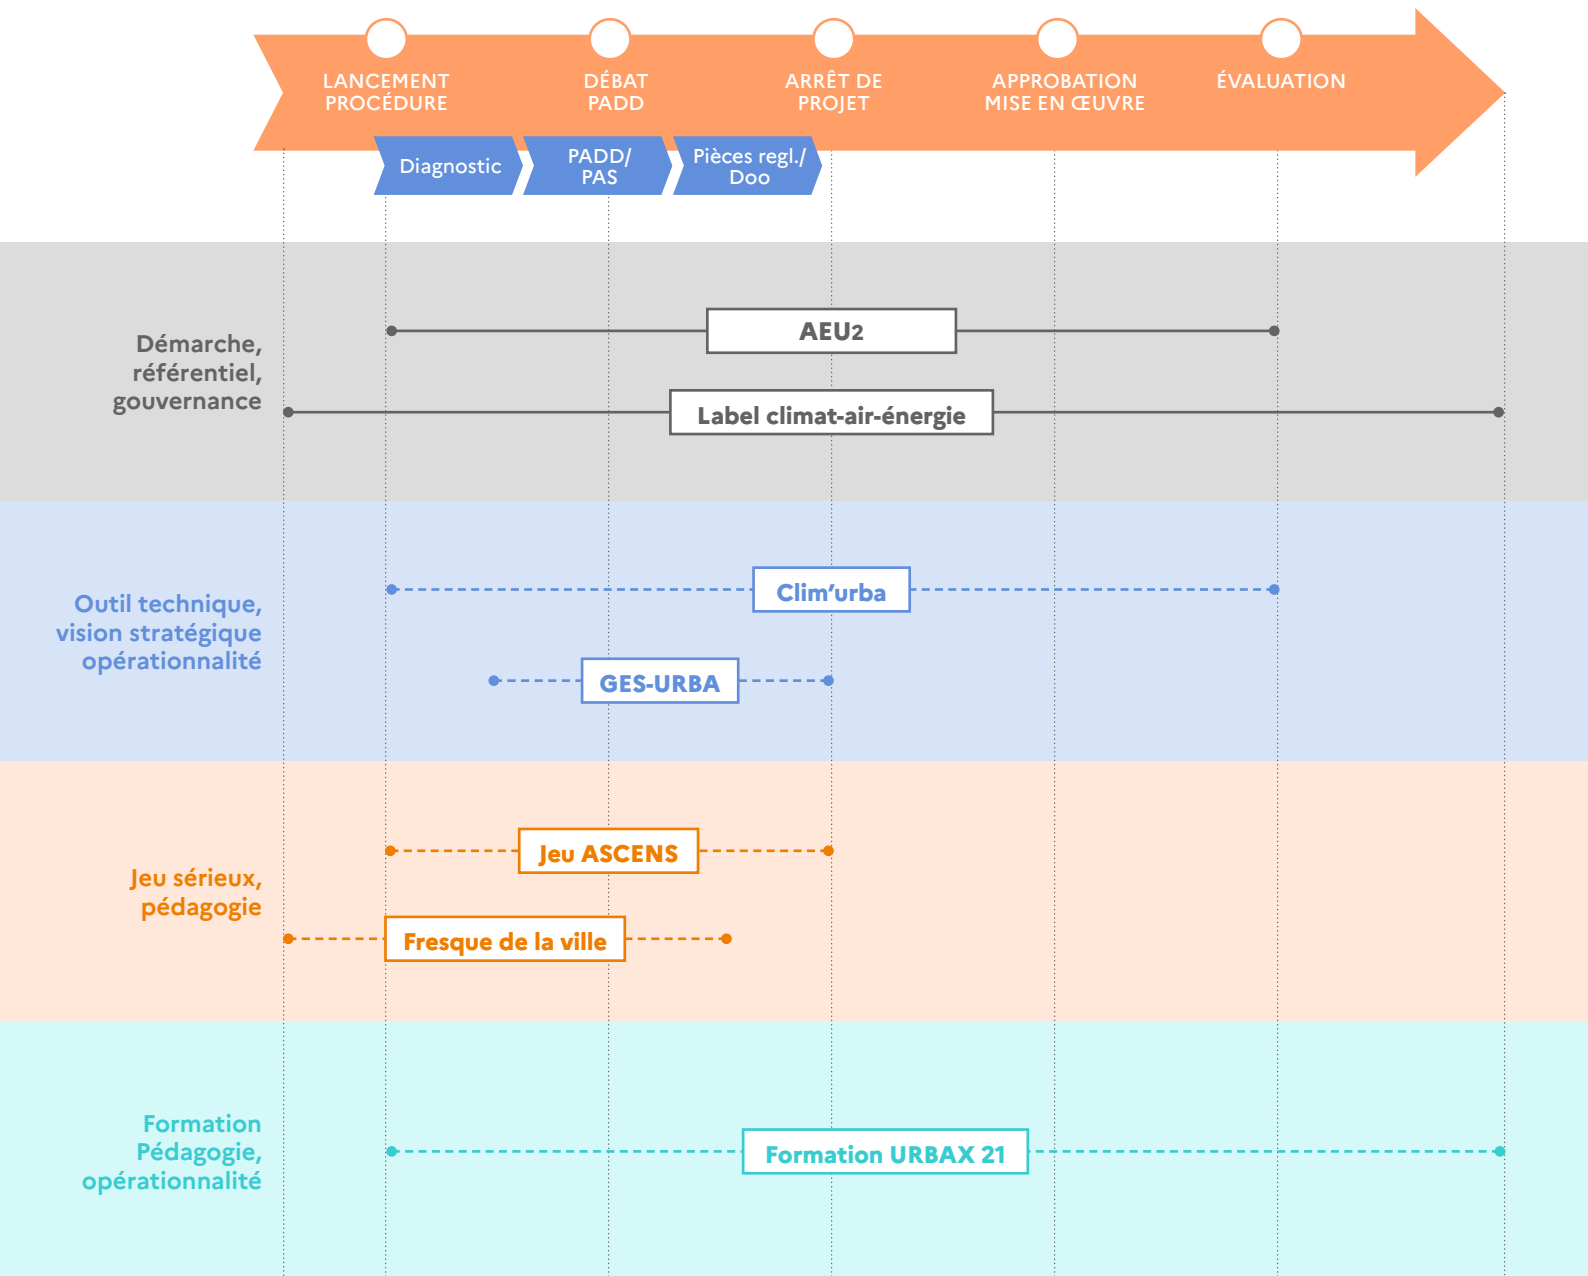 LANCEMENT
PROCÉDURE
DÉBAT
PADD
ARRÊT DE
PROJET
APPROBATION
MISE EN ŒUVRE
ÉVALUATION
Diagnostic
PADD/
PAS
Pièces regl./
Doo
Démarche,
référentiel,
gouvernance
AEU2
Label climat-air-énergie
Outil technique,
vision stratégique
opérationnalité
Clim’urba
GES-URBA
Jeu sérieux,
pédagogie
Jeu ASCENS
Fresque de la ville
Formation
Pédagogie,
opérationnalité
Formation URBAX 21